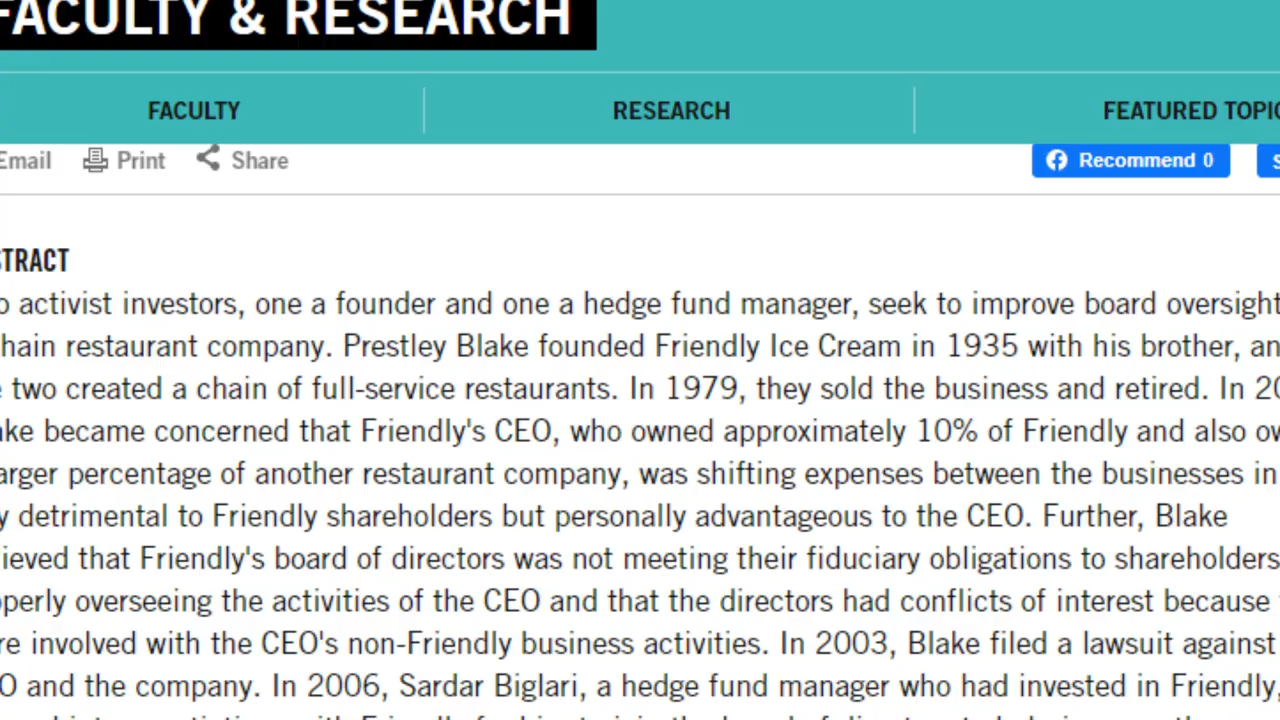 FACULTY & RESEARCH
FACULTY RESEARCH FEATURED TOPIC
Email Print Share Recommend 0 S
STRACT
o activist investors, one a founder and one a hedge fund manager, seek to improve board oversight
hain restaurant company. Prestley Blake founded Friendly Ice Cream in 1935 with his brother, an
e two created a chain of full-service restaurants. In 1979, they sold the business and retired. In 20
ake became concerned that Friendly's CEO, who owned approximately 10% of Friendly and also ow
arger percentage of another restaurant company, was shifting expenses between the businesses in
y detrimental to Friendly shareholders but personally advantageous to the CEO. Further, Blake
ieved that Friendly's board of directors was not meeting their fiduciary obligations to shareholders
operly overseeing the activities of the CEO and that the directors had conflicts of interest because
re involved with the CEO's non-Friendly business activities. In 2003, Blake filed a lawsuit against
O and the company. In 2006, Sardar Biglari, a hedge fund manager who had invested in Friendly,